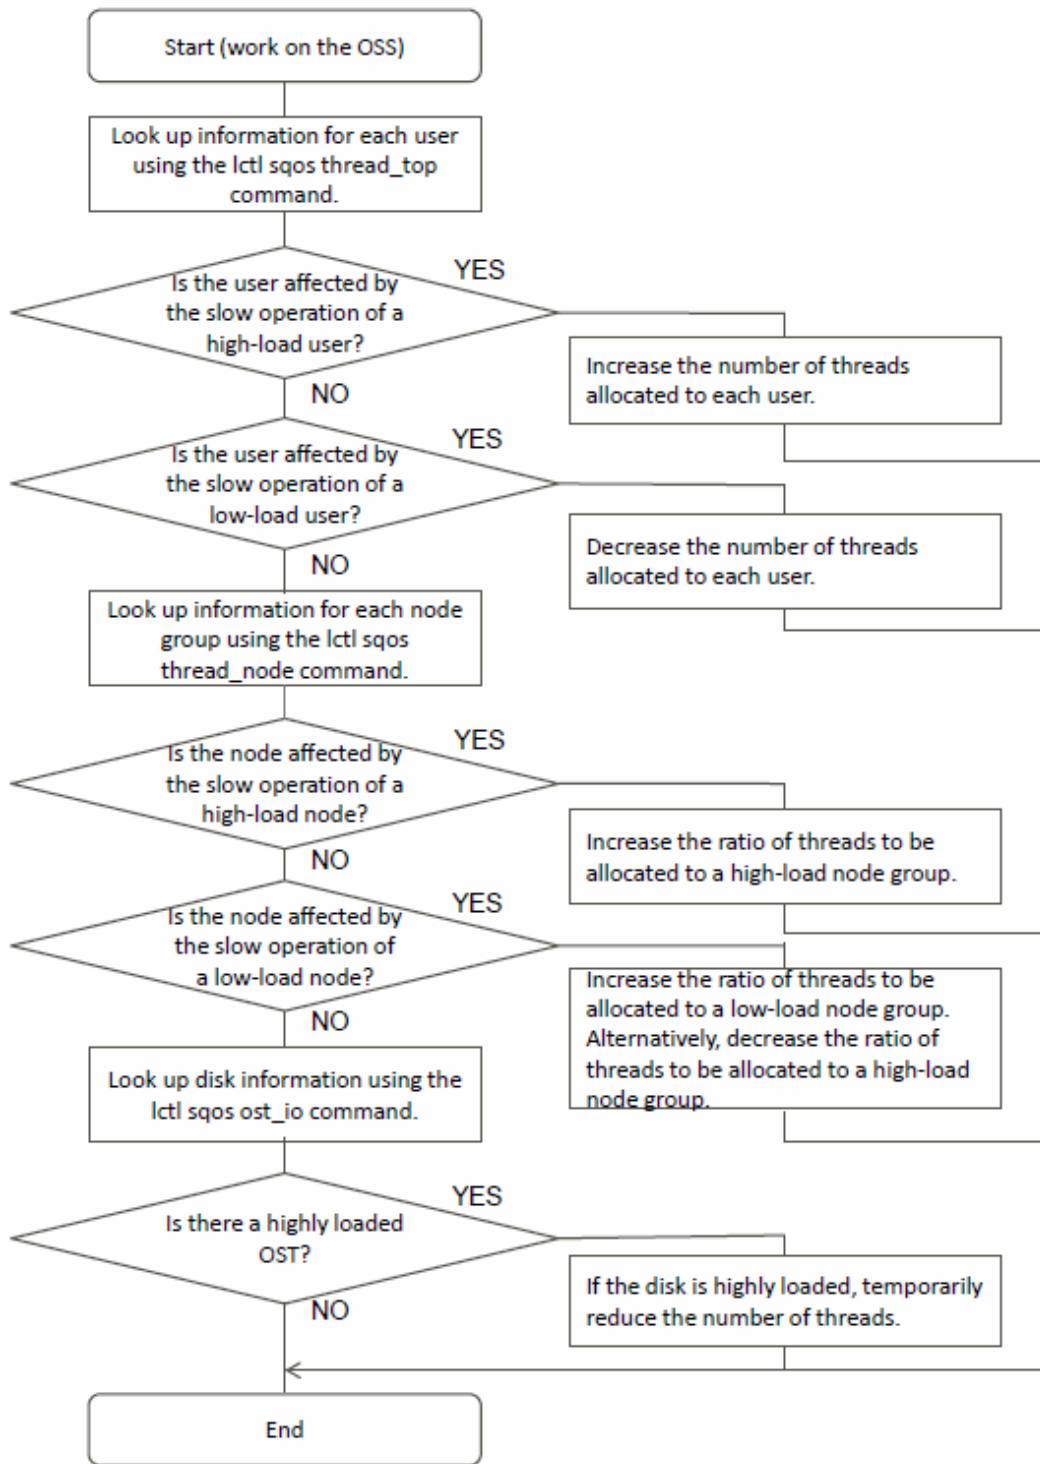 Start (work on the OSS)
Look up information for each user
using the lctl sqos thread_top
command.
YES
Is the user affected by
the slow operation of a
high-load user?
Increase the number of threads
allocated to each user.
NO
YES
Is the user affected by
the slow operation of a
low-load user?
Decrease the number of threads
allocated to each user.
NO
Look up information for each node
group using the lctl sqos
thread_node command.
YES
Is the node affected by
the slow operation of a
high-load node?
Increase the ratio of threads to be
allocated to a high-load node group.
NO
YES
Is the node affected by
the slow operation of
a low-load node?
Increase the ratio of threads to be
allocated to a low-load node group.
Alternatively, decrease the ratio of
threads to be allocated to a high-load
node group.
NO
Look up disk information using the
lctl sqos ost_io command.
YES
Is there a highly loaded
OST?
If the disk is highly loaded, temporarily
reduce the number of threads.
NO
End